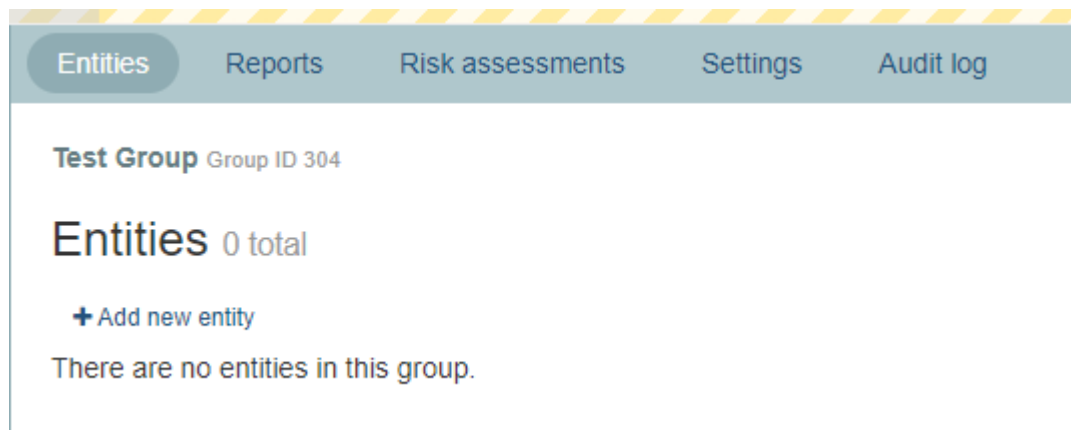 Entities Reports Risk assessments Settings Audit log
Test Group Group ID 304
Entities 0 total
+ Add new entity
There are no entities in this group.